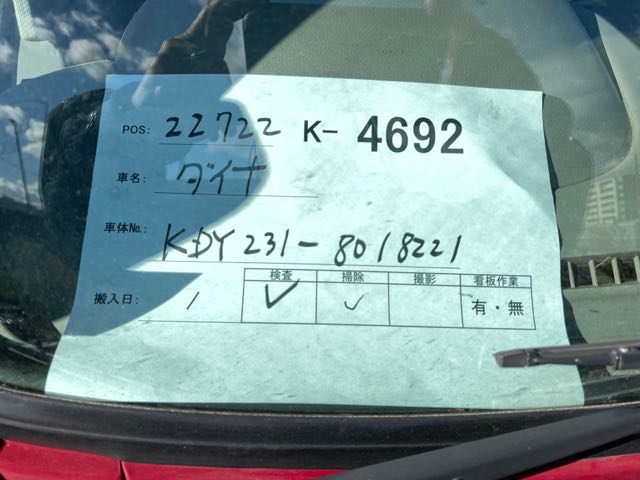 POS: 22722 K- 4692
車名: ダイナ
車体No.: KDY231-8018221
検査 掃除 撮影 看板作業
搬入日: 1 ✓ ✓ 有・無